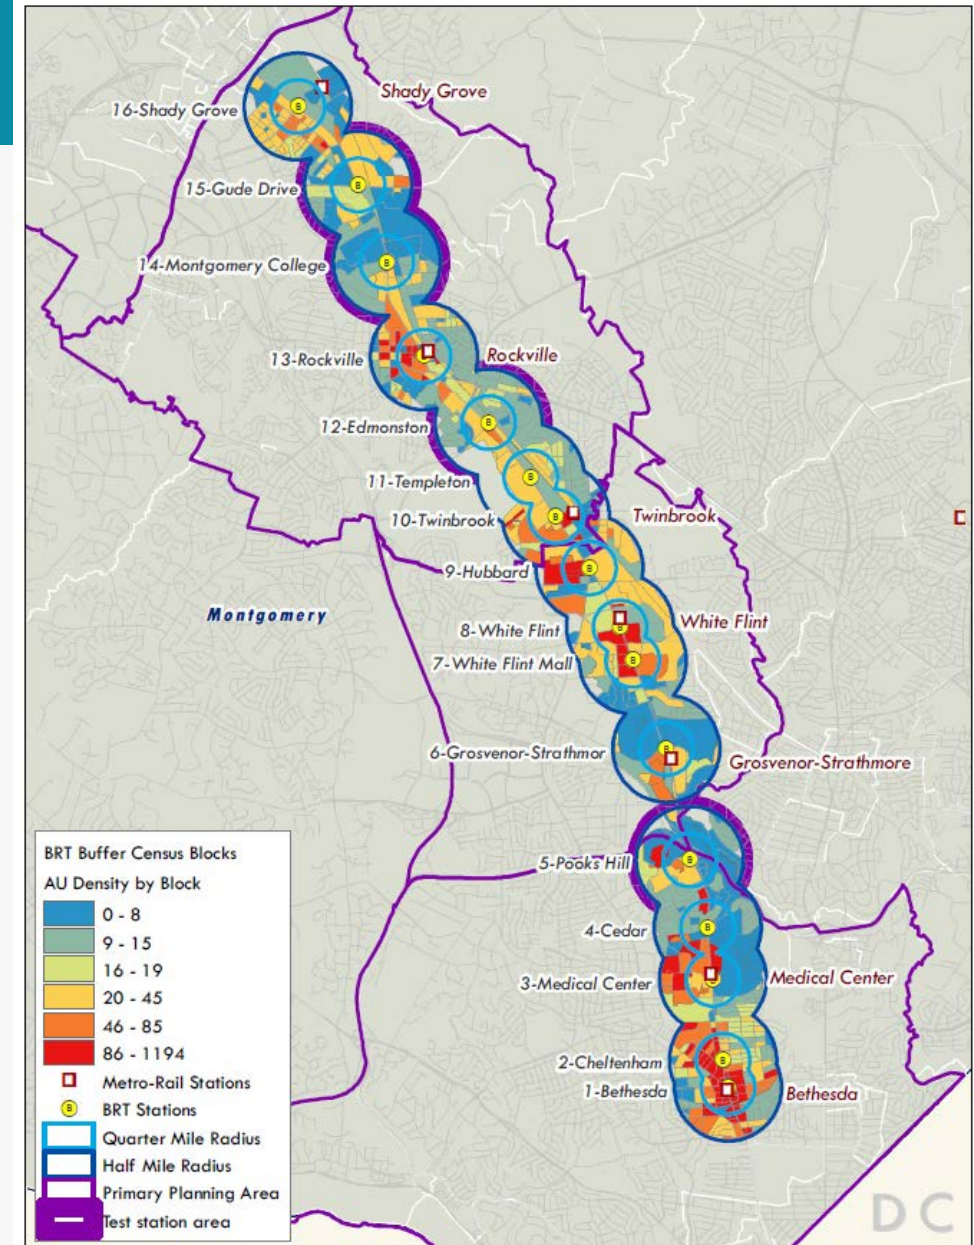 Shady Grove
16-Shady Grove
15-Gude Drive
14-Montgomery College
13-Rockville
Rockville
12-Edmonston
11-Templeton
10-Twinbrook
Twinbrook
9-Hubbard
Montgomery
8-White Flint
White Flint
7-White Flint Mall
6-Grosvenor-Strathmor
Grosvenor-Strathmore
5-Pooks Hill
4-Cedar
3-Medical Center
Medical Center
2-Cheltenham
1-Bethesda
Bethesda
BRT Buffer Census Blocks
AU Density by Block
0 - 8
9 - 15
16 - 19
20 - 45
46 - 85
86 - 1194
Metro-Rail Stations
B BRT Stations
Quarter Mile Radius
Half Mile Radius
Primary Planning Area
Test station area
DC